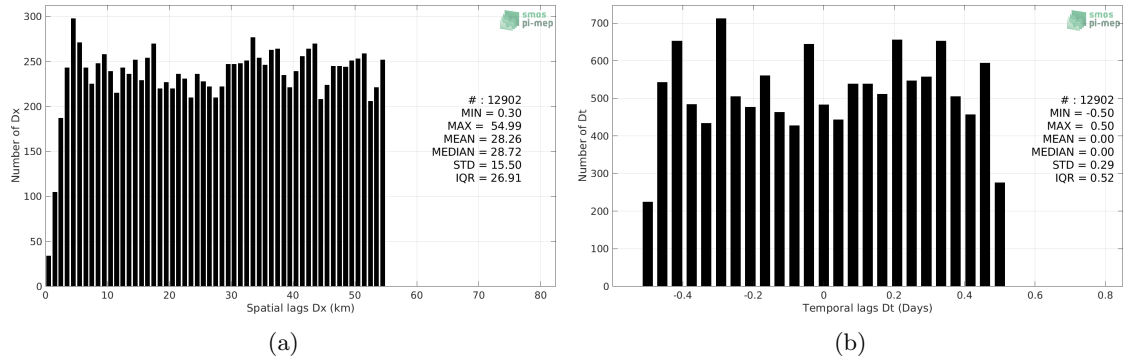 smos
pi-mep
300
250
200
150
100
50
0
Number of Dx
# : 12902
MIN = 0.30
MAX = 54.99
MEAN = 28.26
MEDIAN = 28.72
STD = 15.50
IQR = 26.91
0 10 20 30 40 50 60 70 80
Spatial lags Dx (km)
(a)
smos
pi-mep
700
600
500
400
300
200
100
0
Number of Dt
# : 12902
MIN = -0.50
MAX = 0.50
MEAN = 0.00
MEDIAN = 0.00
STD = 0.29
IQR = 0.52
-0.4 -0.2 0 0.2 0.4 0.6 0.8
Temporal lags Dt (Days)
(b)